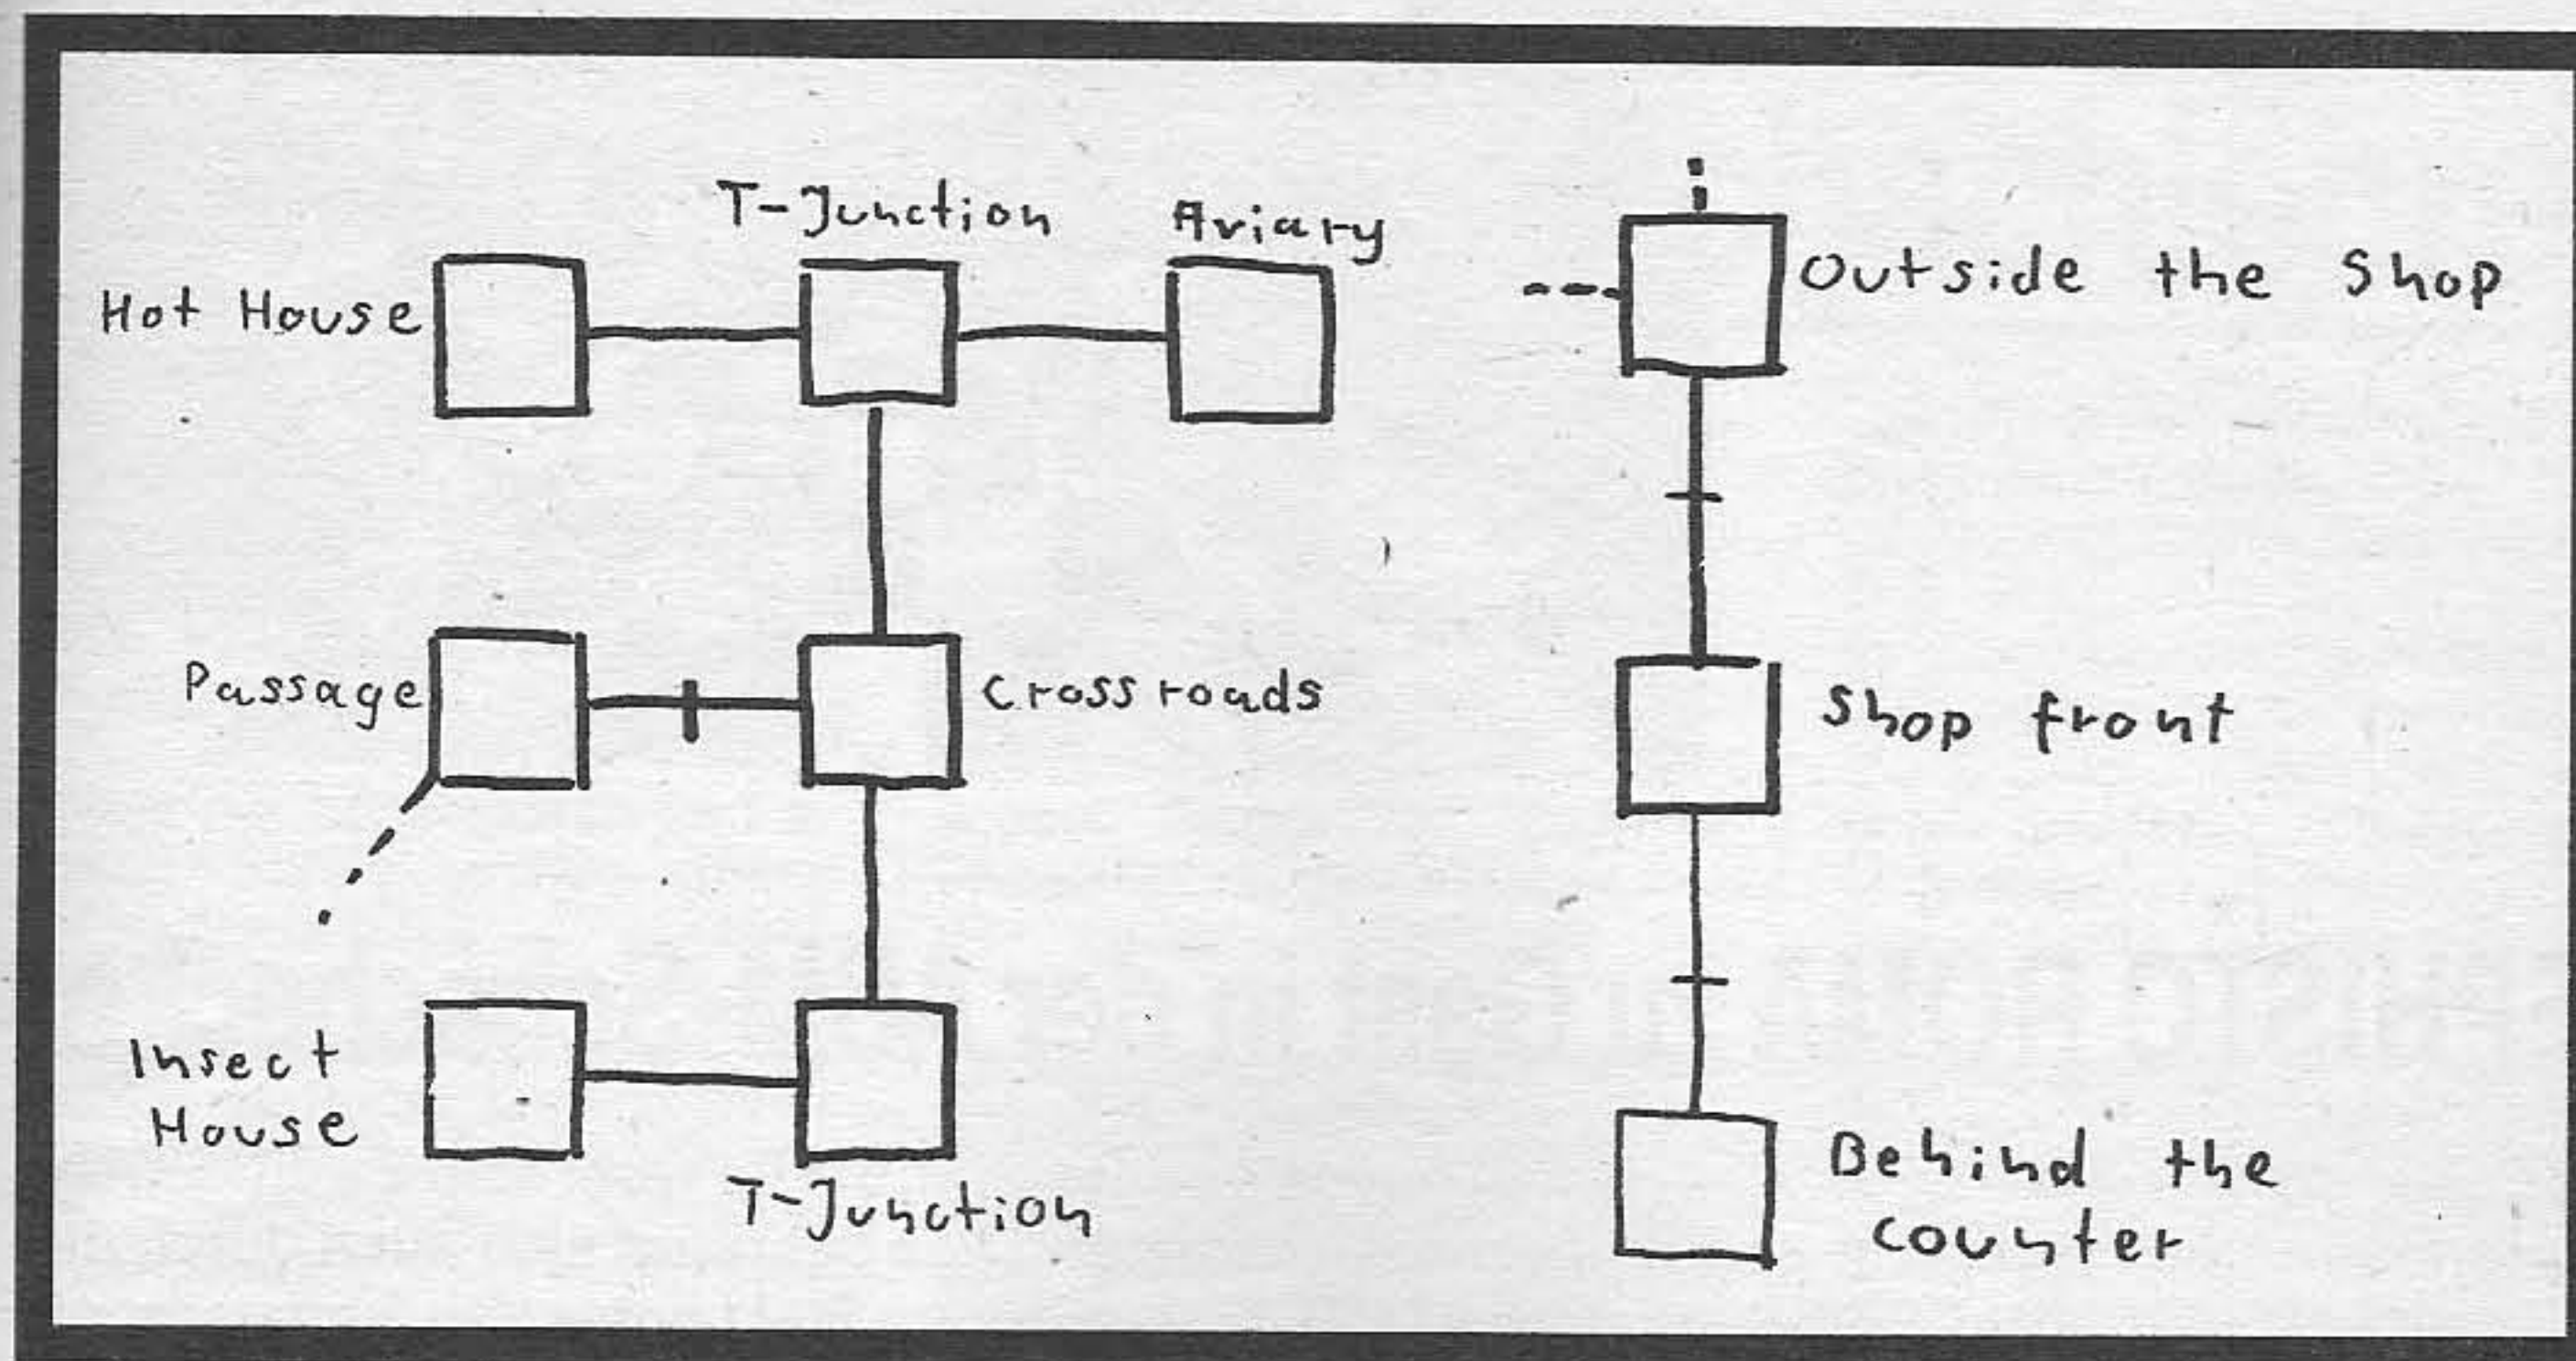 T-Junction
Aviary
Hot House
Outside the Shop
Passage
Crossroads
Shop front
Insect
House
T-Junction
Behind the
counter